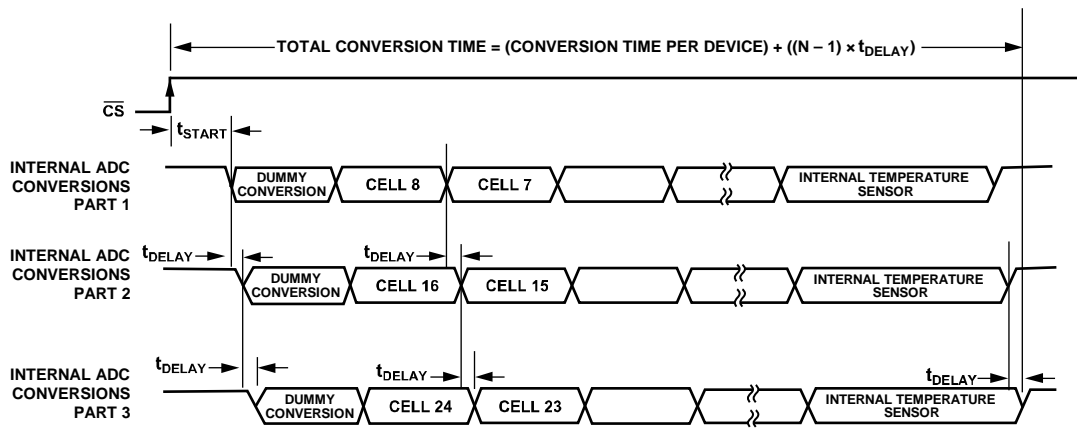 TOTAL CONVERSION TIME = (CONVERSION TIME PER DEVICE) + ((N – 1) × tDELAY)
CS
tSTART
INTERNAL ADC
CONVERSIONS
PART 1
DUMMY
CONVERSION
CELL 8
CELL 7
INTERNAL TEMPERATURE
SENSOR
INTERNAL ADC
CONVERSIONS
PART 2
tDELAY
tDELAY
DUMMY
CONVERSION
CELL 16
CELL 15
INTERNAL TEMPERATURE
SENSOR
INTERNAL ADC
CONVERSIONS
PART 3
tDELAY
tDELAY
tDELAY
DUMMY
CONVERSION
CELL 24
CELL 23
INTERNAL TEMPERATURE
SENSOR